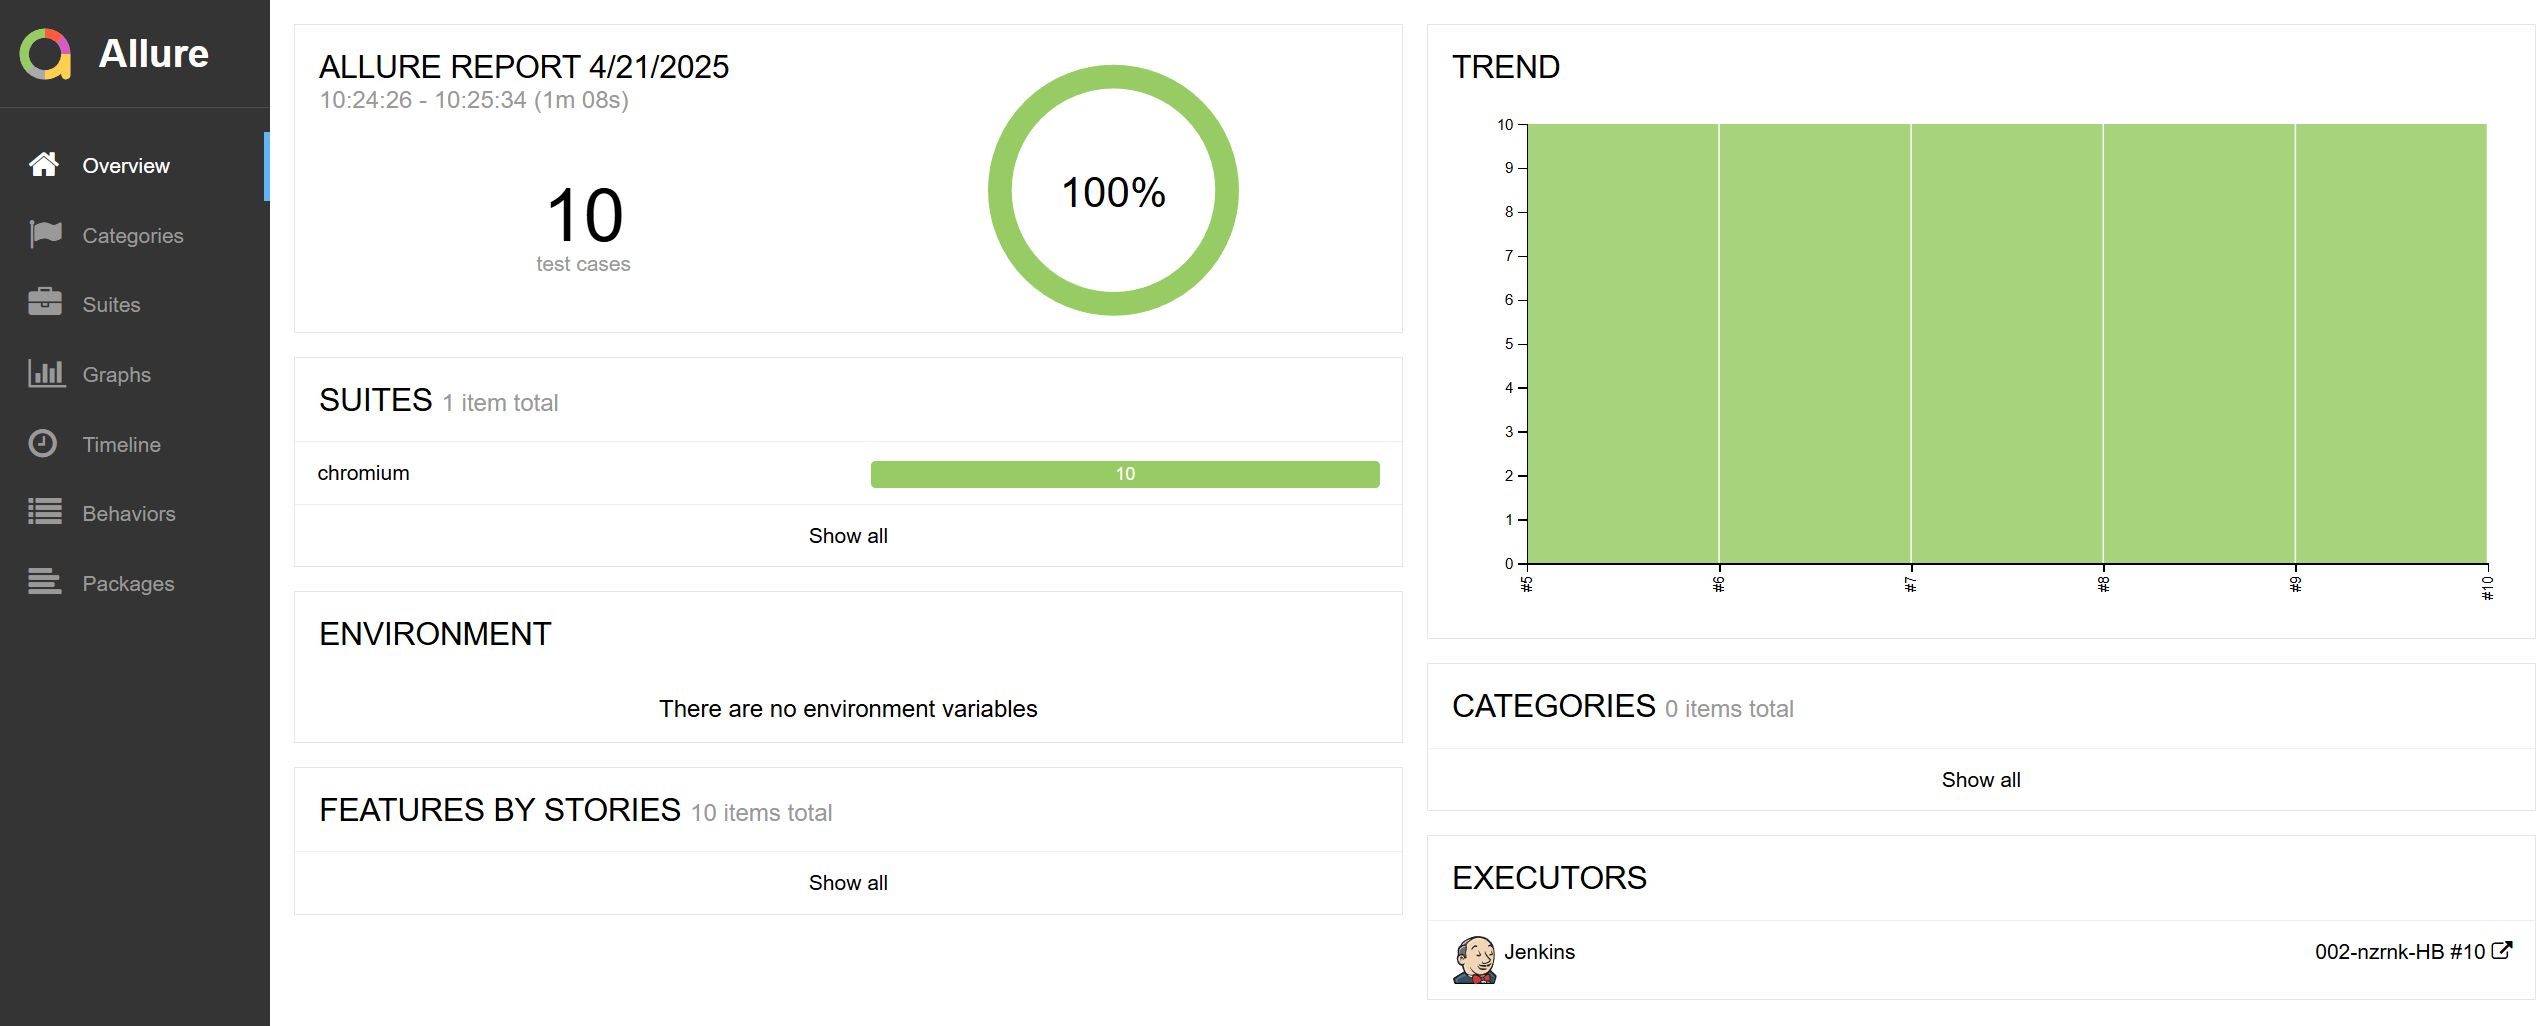 Allure
Overview
Categories
Suites
Graphs
Timeline
Behaviors
Packages
ALLURE REPORT 4/21/2025
10:24:26 - 10:25:34 (1m 08s)
10
test cases
100%
SUITES 1 item total
chromium 10
Show all
ENVIRONMENT
There are no environment variables
FEATURES BY STORIES 10 items total
Show all
TREND
10
9
8
7
6
5
4
3
2
1
0
#5 #6 #7 #8 #9 #10
CATEGORIES 0 items total
Show all
EXECUTORS
Jenkins 002-nzrnk-HB #10